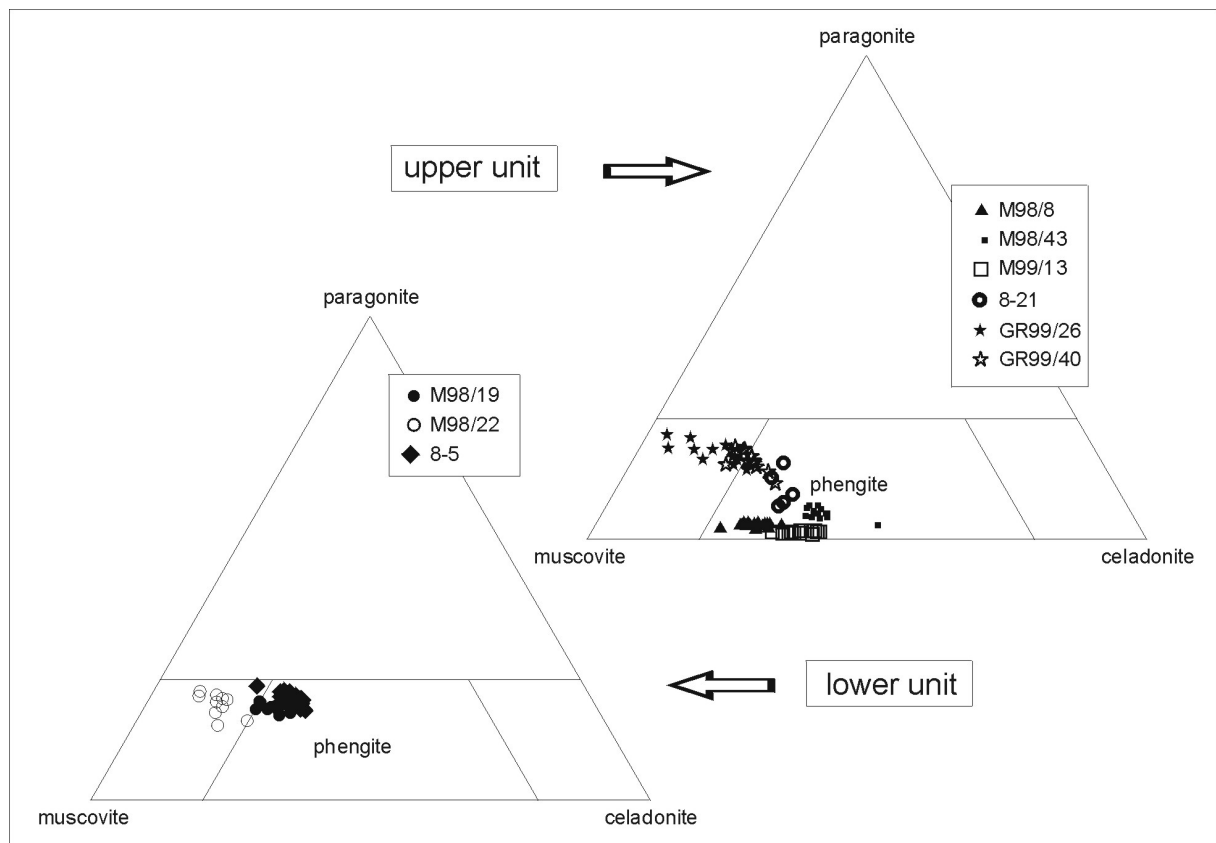 paragonite
upper unit
M98/8
M98/43
M99/13
8-21
GR99/26
GR99/40
phengite
muscovite
celadonite
paragonite
M98/19
M98/22
8-5
lower unit
phengite
muscovite
celadonite